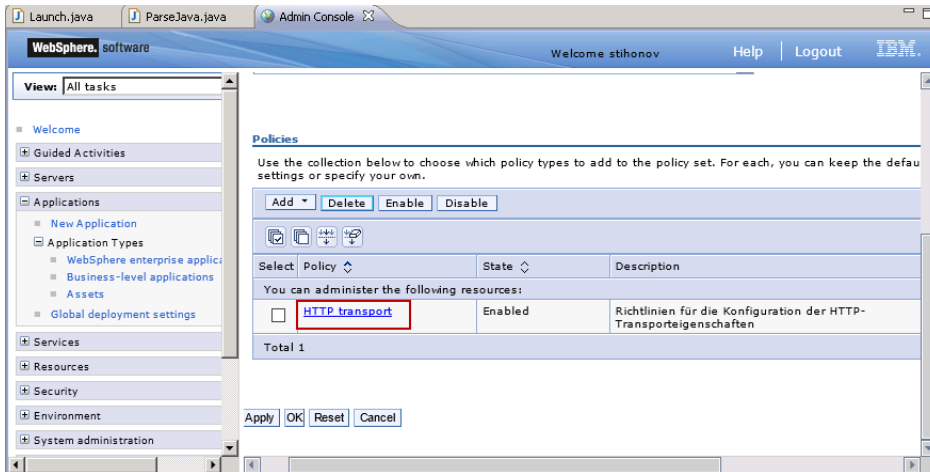 Launch.java ParseJava.java Admin Console
WebSphere. software Welcome stihonov Help Logout IBM.
View: All tasks
Welcome
Guided Activities
Servers
Applications
New Application
Application Types
WebSphere enterprise applica
Business-level applications
Assets
Global deployment settings
Services
Resources
Security
Environment
System administration
Policies
Use the collection below to choose which policy types to add to the policy set. For each, you can keep the defau
settings or specify your own.
Add Delete Enable Disable
Select Policy State Description
You can administer the following resources:
HTTP transport Enabled Richtlinien für die Konfiguration der HTTP-
Transporteigenschaften
Total 1
Apply OK Reset Cancel